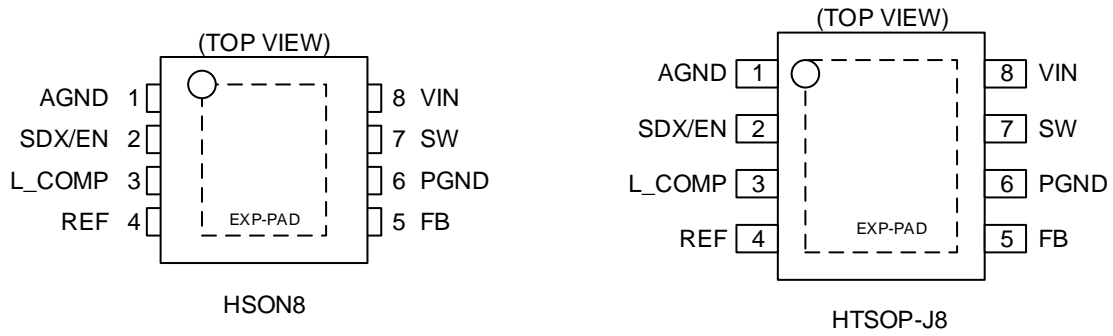 (TOP VIEW)
AGND 1
8 VIN
SDX/EN 2
7 SW
L_COMP 3
6 PGND
REF 4
5 FB
EXP-PAD
HSON8
(TOP VIEW)
AGND 1
8 VIN
SDX/EN 2
7 SW
L_COMP 3
6 PGND
REF 4
5 FB
EXP-PAD
HTSOP-J8